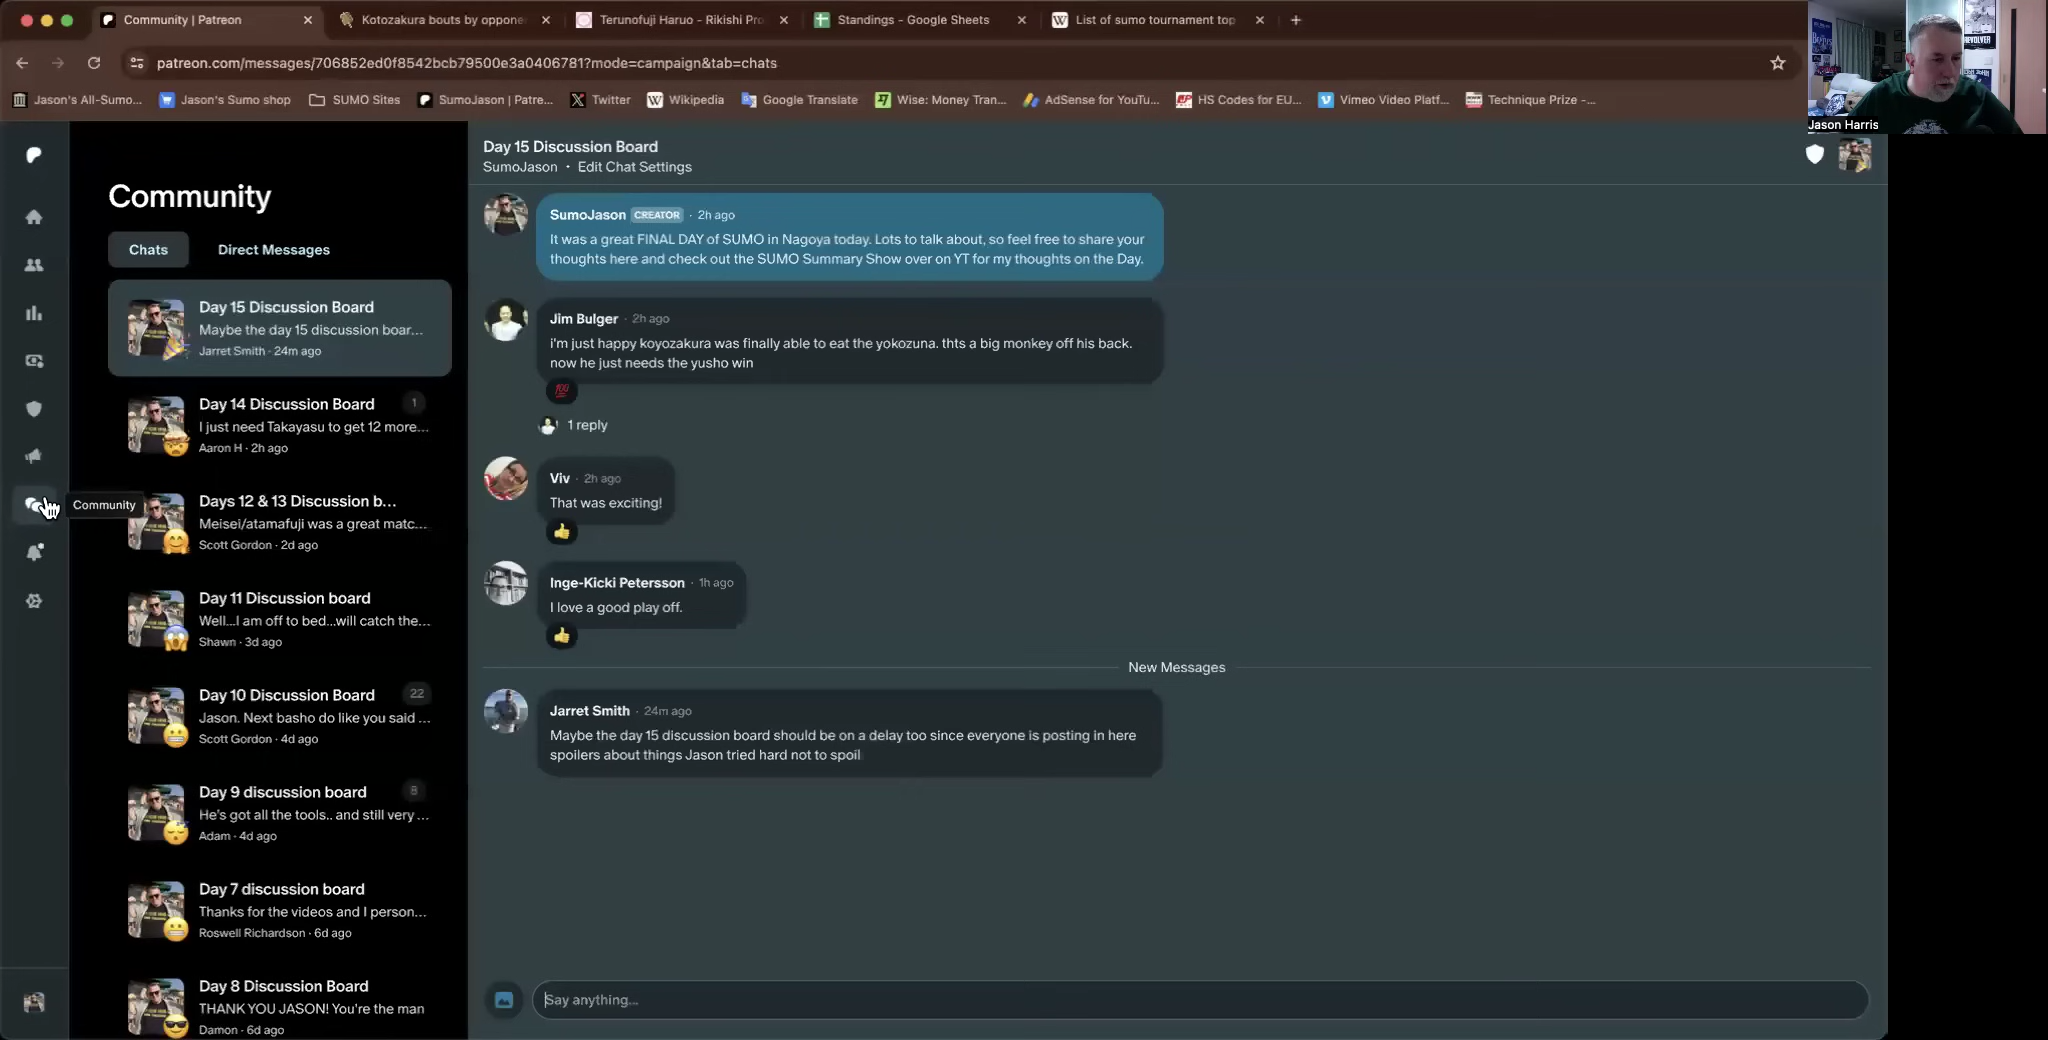 Community | Patreon
Kotozakura bouts by oppone
Terunofuji Haruo - Rikishi Pro
Standings - Google Sheets
List of sumo tournament top
patreon.com/messages/706852ed0f8542bcb79500e3a0406781?mode=campaign&tab=chats
Jason's All-Sumo...
Jason's Sumo shop
SUMO Sites
SumoJason | Patre...
Twitter
Wikipedia
Google Translate
Wise: Money Tran...
AdSense for YouTu...
HS Codes for EU...
Vimeo Video Platf...
Technique Prize -...
Jason Harris
Community
Chats
Direct Messages
Day 15 Discussion Board
Maybe the day 15 discussion boar...
Jarret Smith · 24m ago
Day 14 Discussion Board
1
I just need Takayasu to get 12 more...
Aaron H · 2h ago
Days 12 & 13 Discussion b...
Meisei/atamafuji was a great matc...
Scott Gordon · 2d ago
Day 11 Discussion board
Well...I am off to bed...will catch the...
Shawn · 3d ago
Day 10 Discussion Board
22
Jason. Next basho do like you said ...
Scott Gordon · 4d ago
Day 9 discussion board
8
He's got all the tools.. and still very ...
Adam · 4d ago
Day 7 discussion board
Thanks for the videos and I person...
Roswell Richardson · 6d ago
Day 8 Discussion Board
THANK YOU JASON! You're the man
Damon · 6d ago
Community
Day 15 Discussion Board
SumoJason • Edit Chat Settings
SumoJason CREATOR · 2h ago
It was a great FINAL DAY of SUMO in Nagoya today. Lots to talk about, so feel free to share your
thoughts here and check out the SUMO Summary Show over on YT for my thoughts on the Day.
Jim Bulger · 2h ago
i'm just happy koyozakura was finally able to eat the yokozuna. thts a big monkey off his back.
now he just needs the yusho win
1 reply
Viv · 2h ago
That was exciting!
Inge-Kicki Petersson · 1h ago
I love a good play off.
New Messages
Jarret Smith · 24m ago
Maybe the day 15 discussion board should be on a delay too since everyone is posting in here
spoilers about things Jason tried hard not to spoil
Say anything...